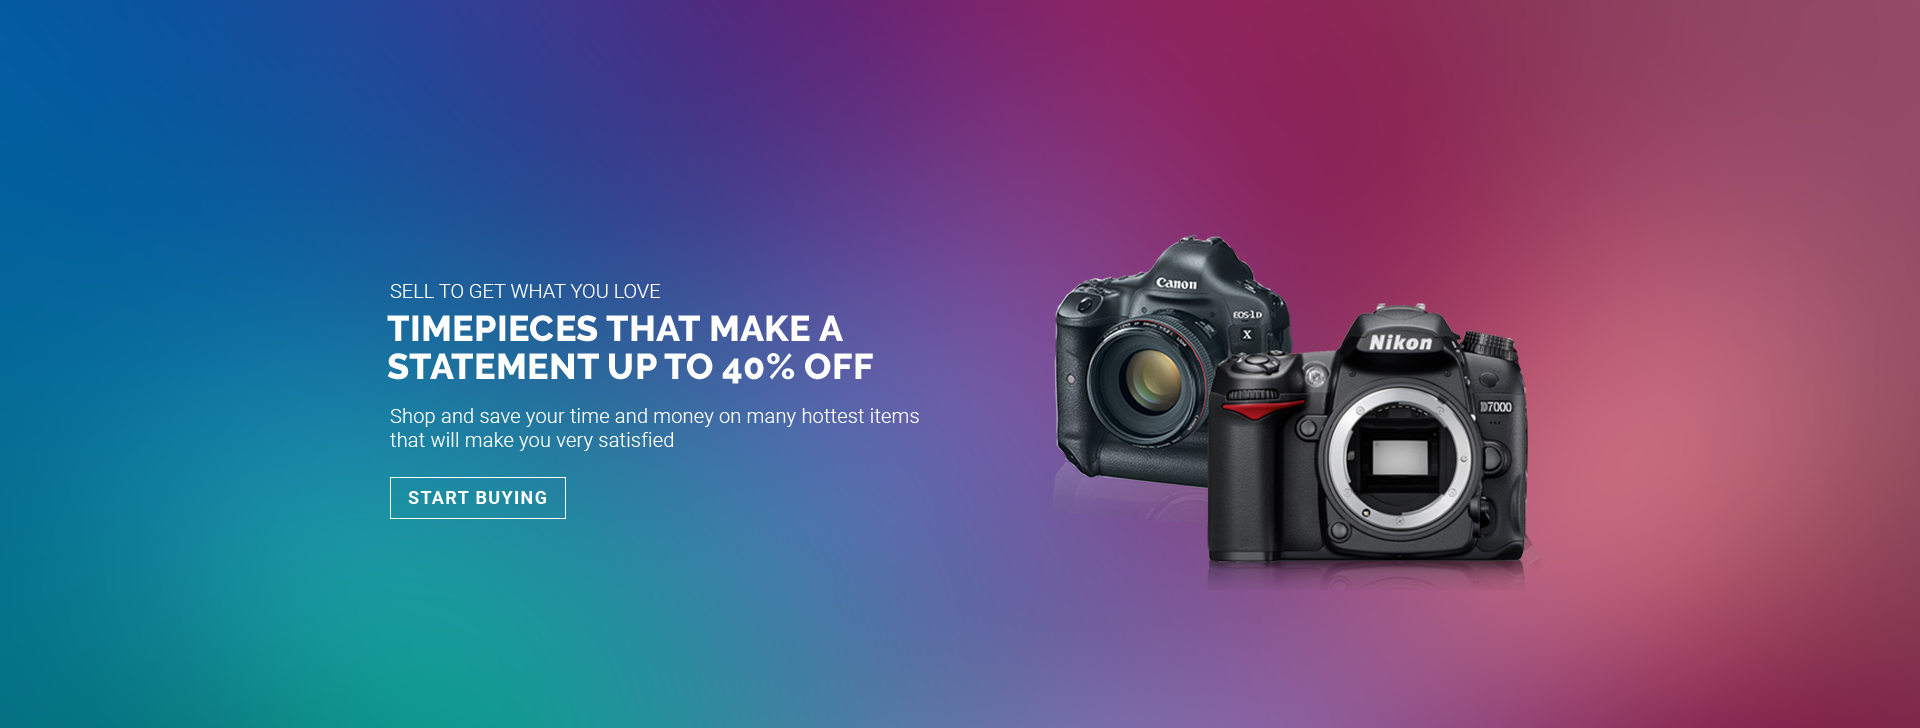 SELL TO GET WHAT YOU LOVE
TIMEPIECES THAT MAKE A
STATEMENT UP TO 40% OFF
Shop and save your time and money on many hottest items
that will make you very satisfied
START BUYING
Canon
EOS-1D
X
Nikon
D7000